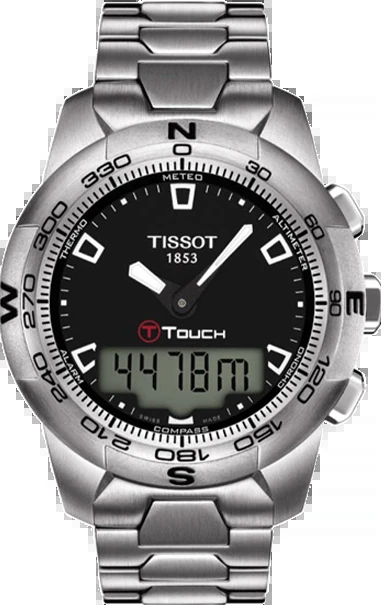 N
0
30
60
E
120
150
180
S
210
240
270
W
300
330
METEO
ALTIMETER
CHRONO
COMPASS
ALARM
THERMO
TISSOT
1853
T TOUCH
4478m
SWISS MADE